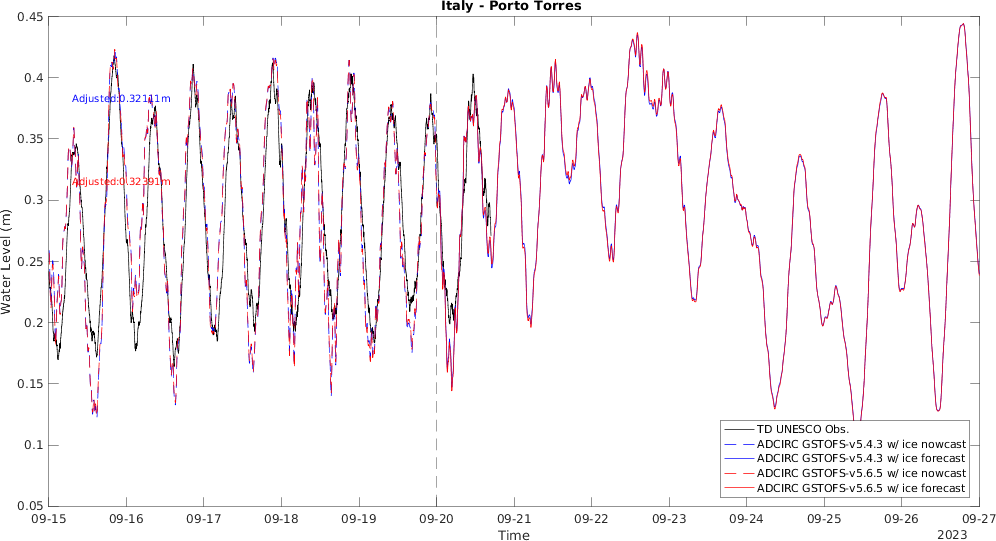 Italy - Porto Torres
0.45
0.4
0.35
0.3
0.25
0.2
0.15
0.1
0.05
Water Level (m)
Adjusted:0.32111m
Adjusted:0.32391m
TD UNESCO Obs.
ADCIRC GSTOFS-v5.4.3 w/ ice nowcast
ADCIRC GSTOFS-v5.4.3 w/ ice forecast
ADCIRC GSTOFS-v5.6.5 w/ ice nowcast
ADCIRC GSTOFS-v5.6.5 w/ ice forecast
09-15 09-16 09-17 09-18 09-19 09-20 09-21 09-22 09-23 09-24 09-25 09-26 09-27
Time
2023